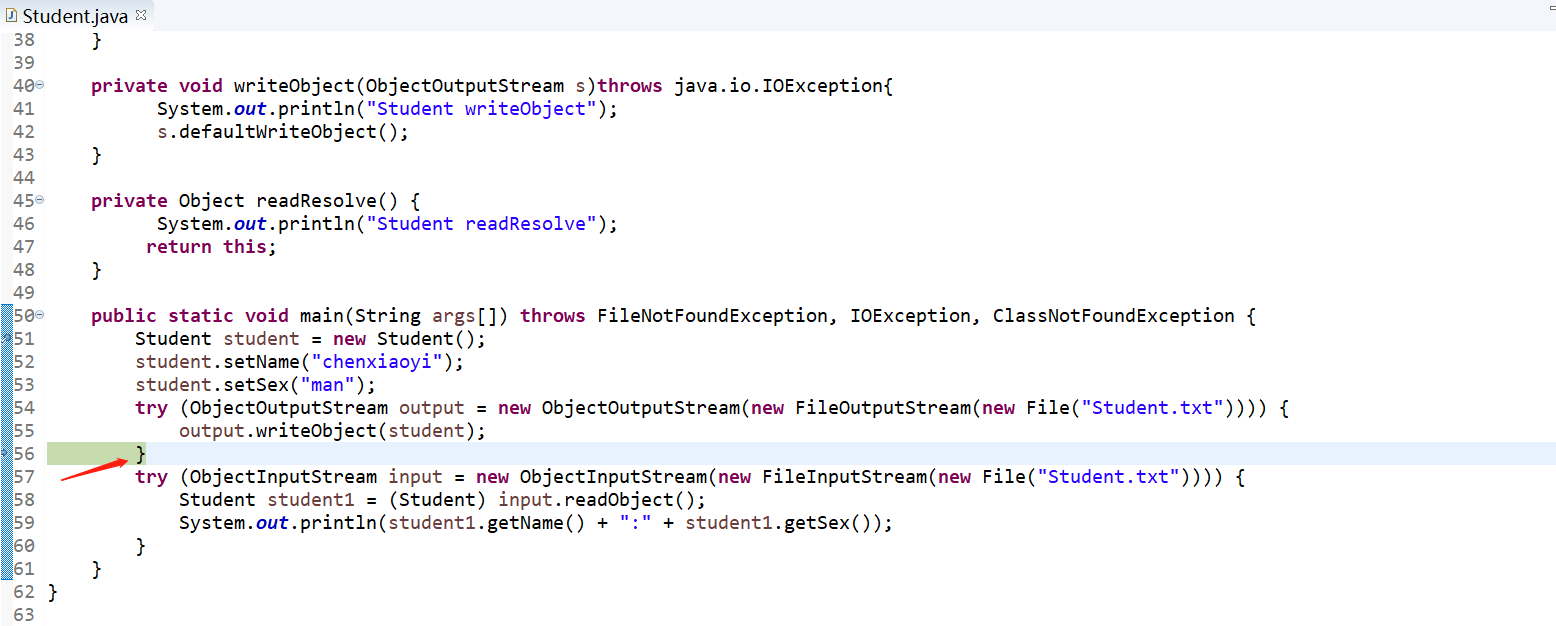 Student.java
38 }
39
40 private void writeObject(ObjectOutputStream s)throws java.io.IOException{
41 System.out.println("Student writeObject");
42 s.defaultWriteObject();
43 }
44
45 private Object readResolve() {
46 System.out.println("Student readResolve");
47 return this;
48 }
49
50 public static void main(String args[]) throws FileNotFoundException, IOException, ClassNotFoundException {
51 Student student = new Student();
52 student.setName("chenxiaoyi");
53 student.setSex("man");
54 try (ObjectOutputStream output = new ObjectOutputStream(new FileOutputStream(new File("Student.txt")))) {
55 output.writeObject(student);
56 }
57 try (ObjectInputStream input = new ObjectInputStream(new FileInputStream(new File("Student.txt")))) {
58 Student student1 = (Student) input.readObject();
59 System.out.println(student1.getName() + ":" + student1.getSex());
60 }
61 }
62 }
63